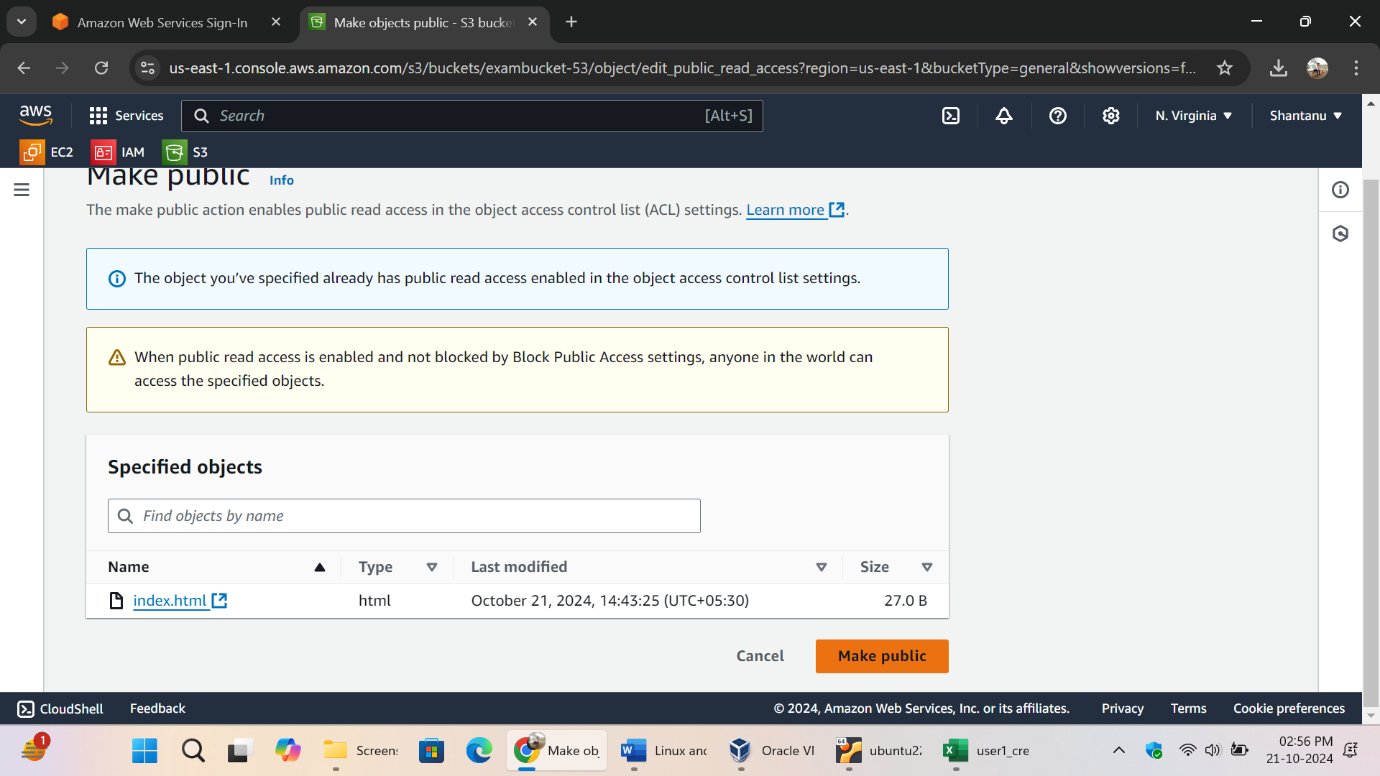 Amazon Web Services Sign-In
Make objects public - S3 bucke
us-east-1.console.aws.amazon.com/s3/buckets/exambucket-53/object/edit_public_read_access?region=us-east-1&bucketType=general&showversions=f...
aws
Services
Search
[Alt+S]
N. Virginia
Shantanu
EC2
IAM
S3
Make public
Info
The make public action enables public read access in the object access control list (ACL) settings. Learn more.
The object you've specified already has public read access enabled in the object access control list settings.
When public read access is enabled and not blocked by Block Public Access settings, anyone in the world can
access the specified objects.
Specified objects
Find objects by name
Name Type Last modified Size
index.html html October 21, 2024, 14:43:25 (UTC+05:30) 27.0 B
Cancel
Make public
CloudShell Feedback © 2024, Amazon Web Services, Inc. or its affiliates. Privacy Terms Cookie preferences
1
Screen:
Make ob
Linux and
Oracle VI
64
ubuntu2
user1_cre
02:56 PM
21-10-2024